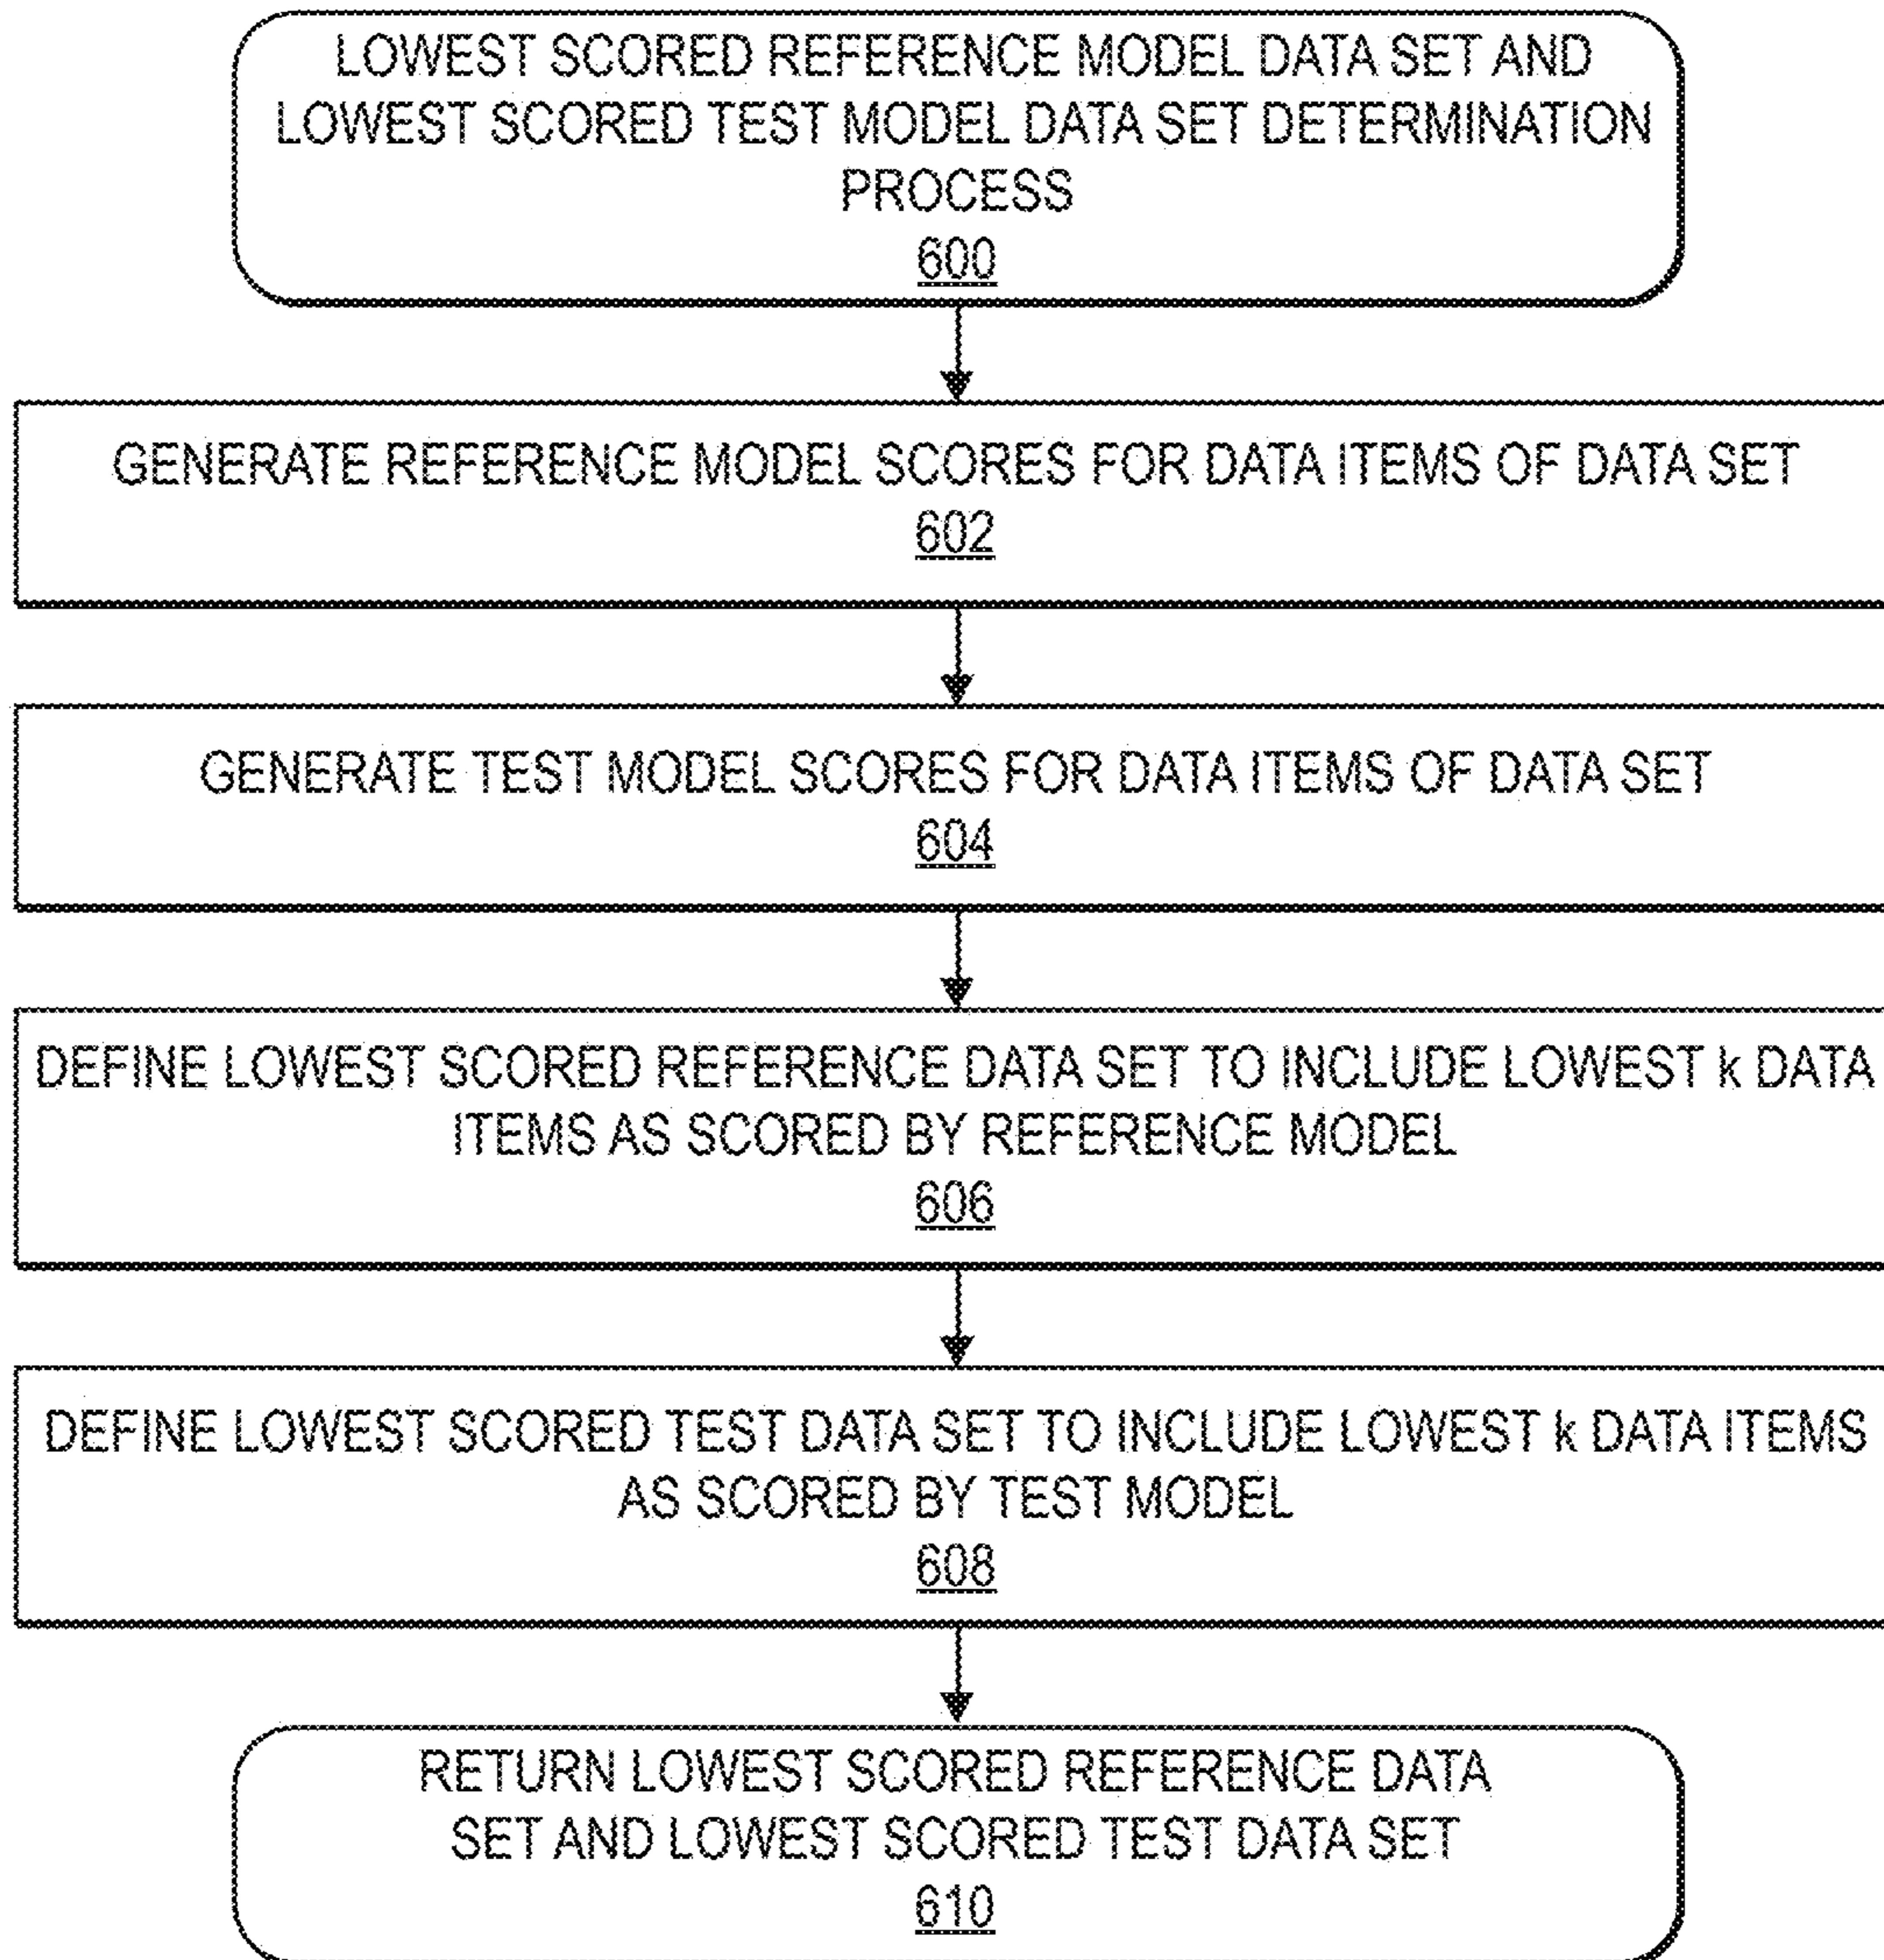 LOWEST SCORED REFERENCE MODEL DATA SET AND
LOWEST SCORED TEST MODEL DATA SET DETERMINATION
PROCESS
600
GENERATE REFERENCE MODEL SCORES FOR DATA ITEMS OF DATA SET
602
GENERATE TEST MODEL SCORES FOR DATA ITEMS OF DATA SET
604
DEFINE LOWEST SCORED REFERENCE DATA SET TO INCLUDE LOWEST k DATA
ITEMS AS SCORED BY REFERENCE MODEL
606
DEFINE LOWEST SCORED TEST DATA SET TO INCLUDE LOWEST k DATA ITEMS
AS SCORED BY TEST MODEL
608
RETURN LOWEST SCORED REFERENCE DATA
SET AND LOWEST SCORED TEST DATA SET
610